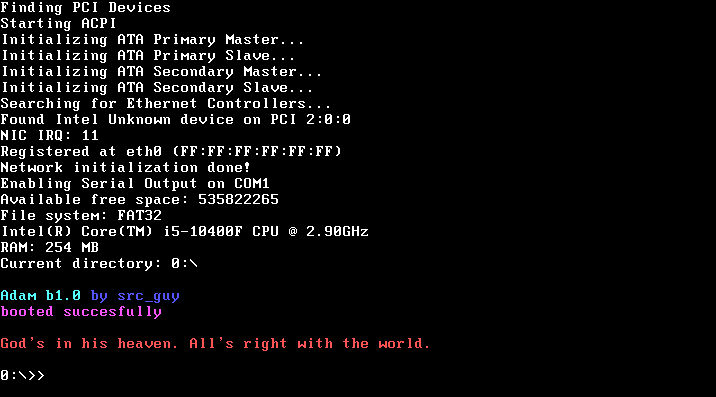 Finding PCI Devices
Starting ACPI
Initializing ATA Primary Master...
Initializing ATA Primary Slave...
Initializing ATA Secondary Master...
Initializing ATA Secondary Slave...
Searching for Ethernet Controllers...
Found Intel Unknown device on PCI 2:0:0
NIC IRQ: 11
Registered at eth0 (FF:FF:FF:FF:FF:FF)
Network initialization done!
Enabling Serial Output on COM1
Available free space: 535822265
File system: FAT32
Intel(R) Core(TM) i5-10400F CPU @ 2.90GHz
RAM: 254 MB
Current directory: 0:\
Adam b1.0 by src_guy
booted succesfully
God's in his heaven. All's right with the world.
0:\>>